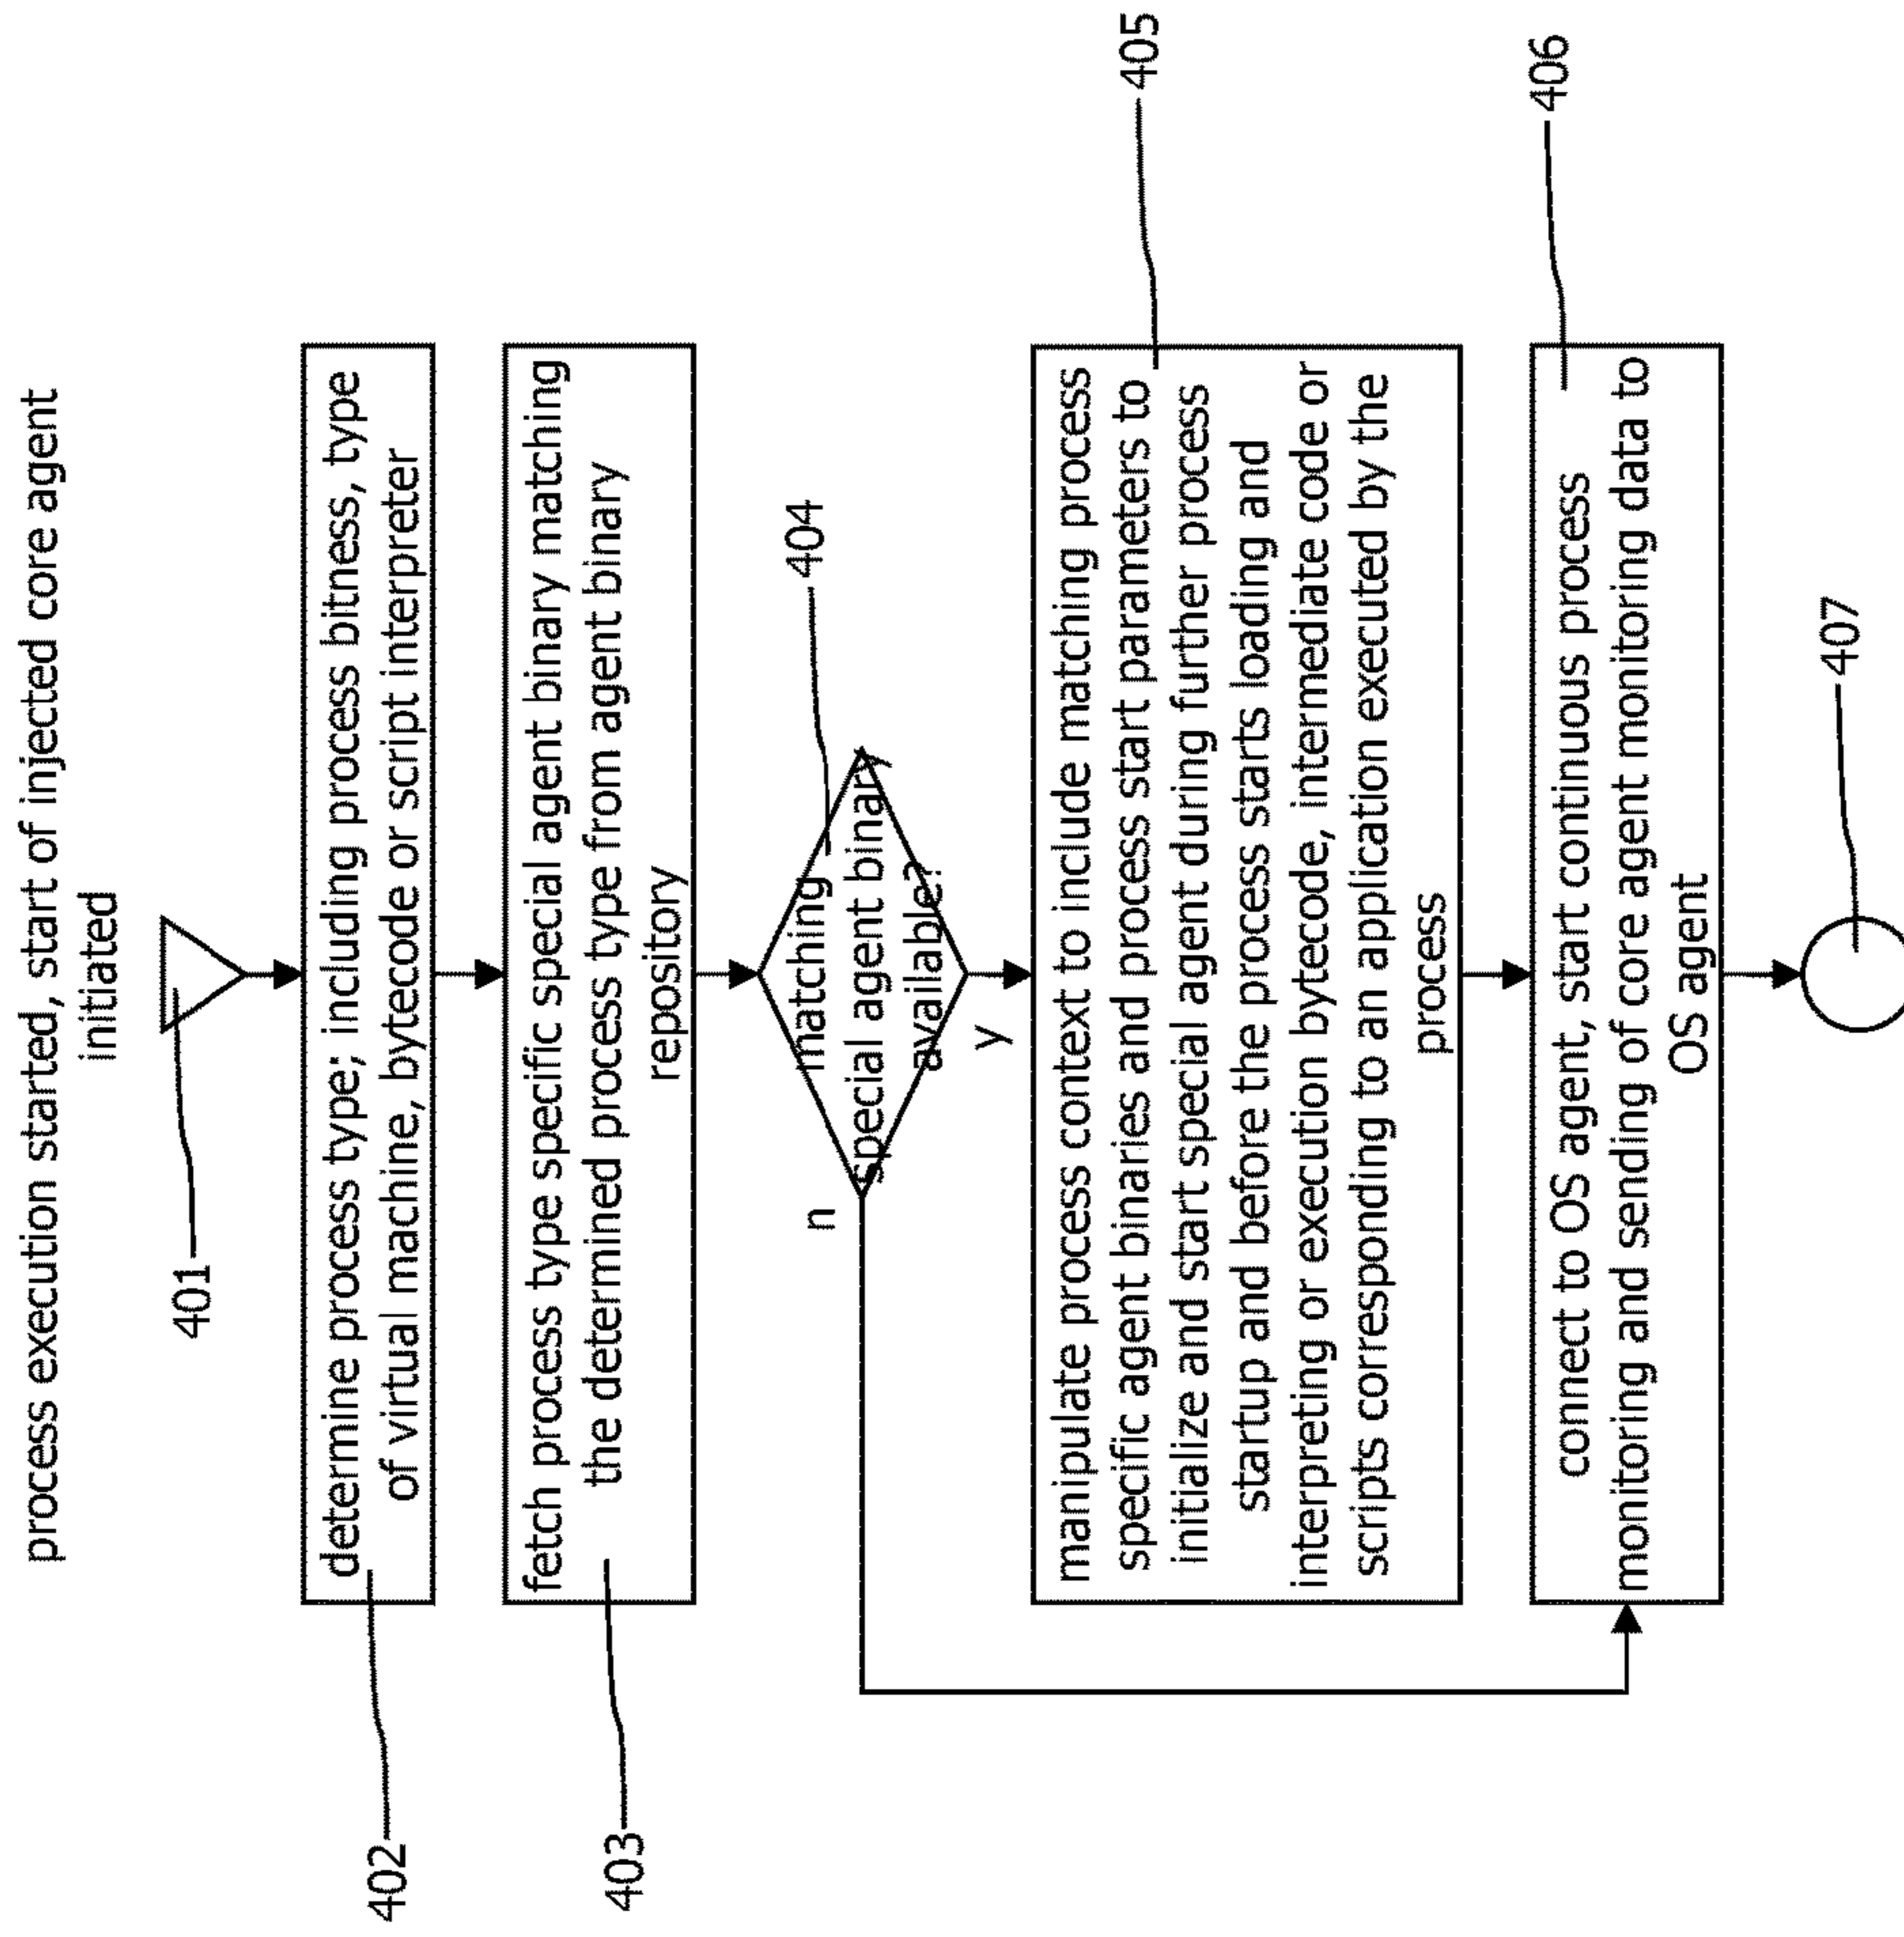 process execution started, start of injected core agent
initiated
401
determine process type; including process bitness, type
of virtual machine, bytecode or script interpreter
402
fetch process type specific special agent binary matching
the determined process type from agent binary
repository
403
404
matching
special agent binary
available?
n
y
manipulate process context to include matching process
specific agent binaries and process start parameters to
initialize and start special agent during further process
startup and before the process starts loading and
interpreting or execution bytecode, intermediate code or
scripts corresponding to an application executed by the
process
405
connect to OS agent, start continuous process
monitoring and sending of core agent monitoring data to
OS agent
406
407